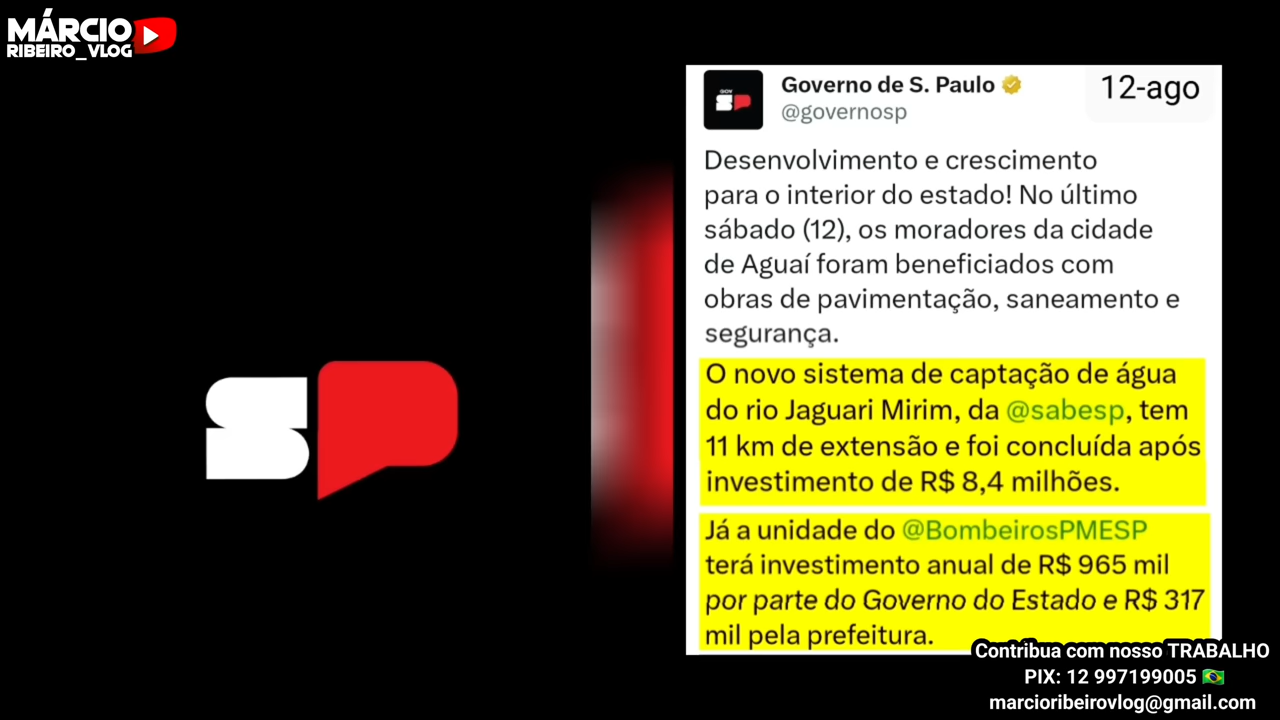 MÁRCIO
RIBEIRO_VLOG
GOV
SP
Governo de S. Paulo
@governosp
12-ago
Desenvolvimento e crescimento
para o interior do estado! No último
sábado (12), os moradores da cidade
de Aguaí foram beneficiados com
obras de pavimentação, saneamento e
segurança.
O novo sistema de captação de água
do rio Jaguari Mirim, da @sabesp, tem
11 km de extensão e foi concluída após
investimento de R$ 8,4 milhões.
Já a unidade do @BombeirosPMESP
terá investimento anual de R$ 965 mil
por parte do Governo do Estado e R$ 317
mil pela prefeitura.
SP
Contribua com nosso TRABALHO
PIX: 12 997199005
marcioribeirovlog@gmail.com